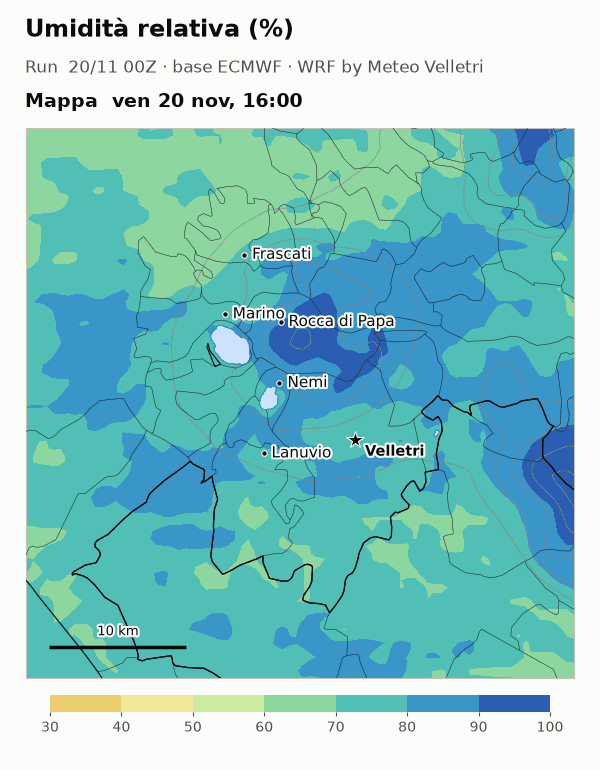 Umidità relativa (%)
Run  20/11 00Z · base ECMWF · WRF by Meteo Velletri
Mappa  ven 20 nov, 16:00
Frascati
Marino
Rocca di Papa
Nemi
Velletri
Lanuvio
10 km
30 40 50 60 70 80 90 100